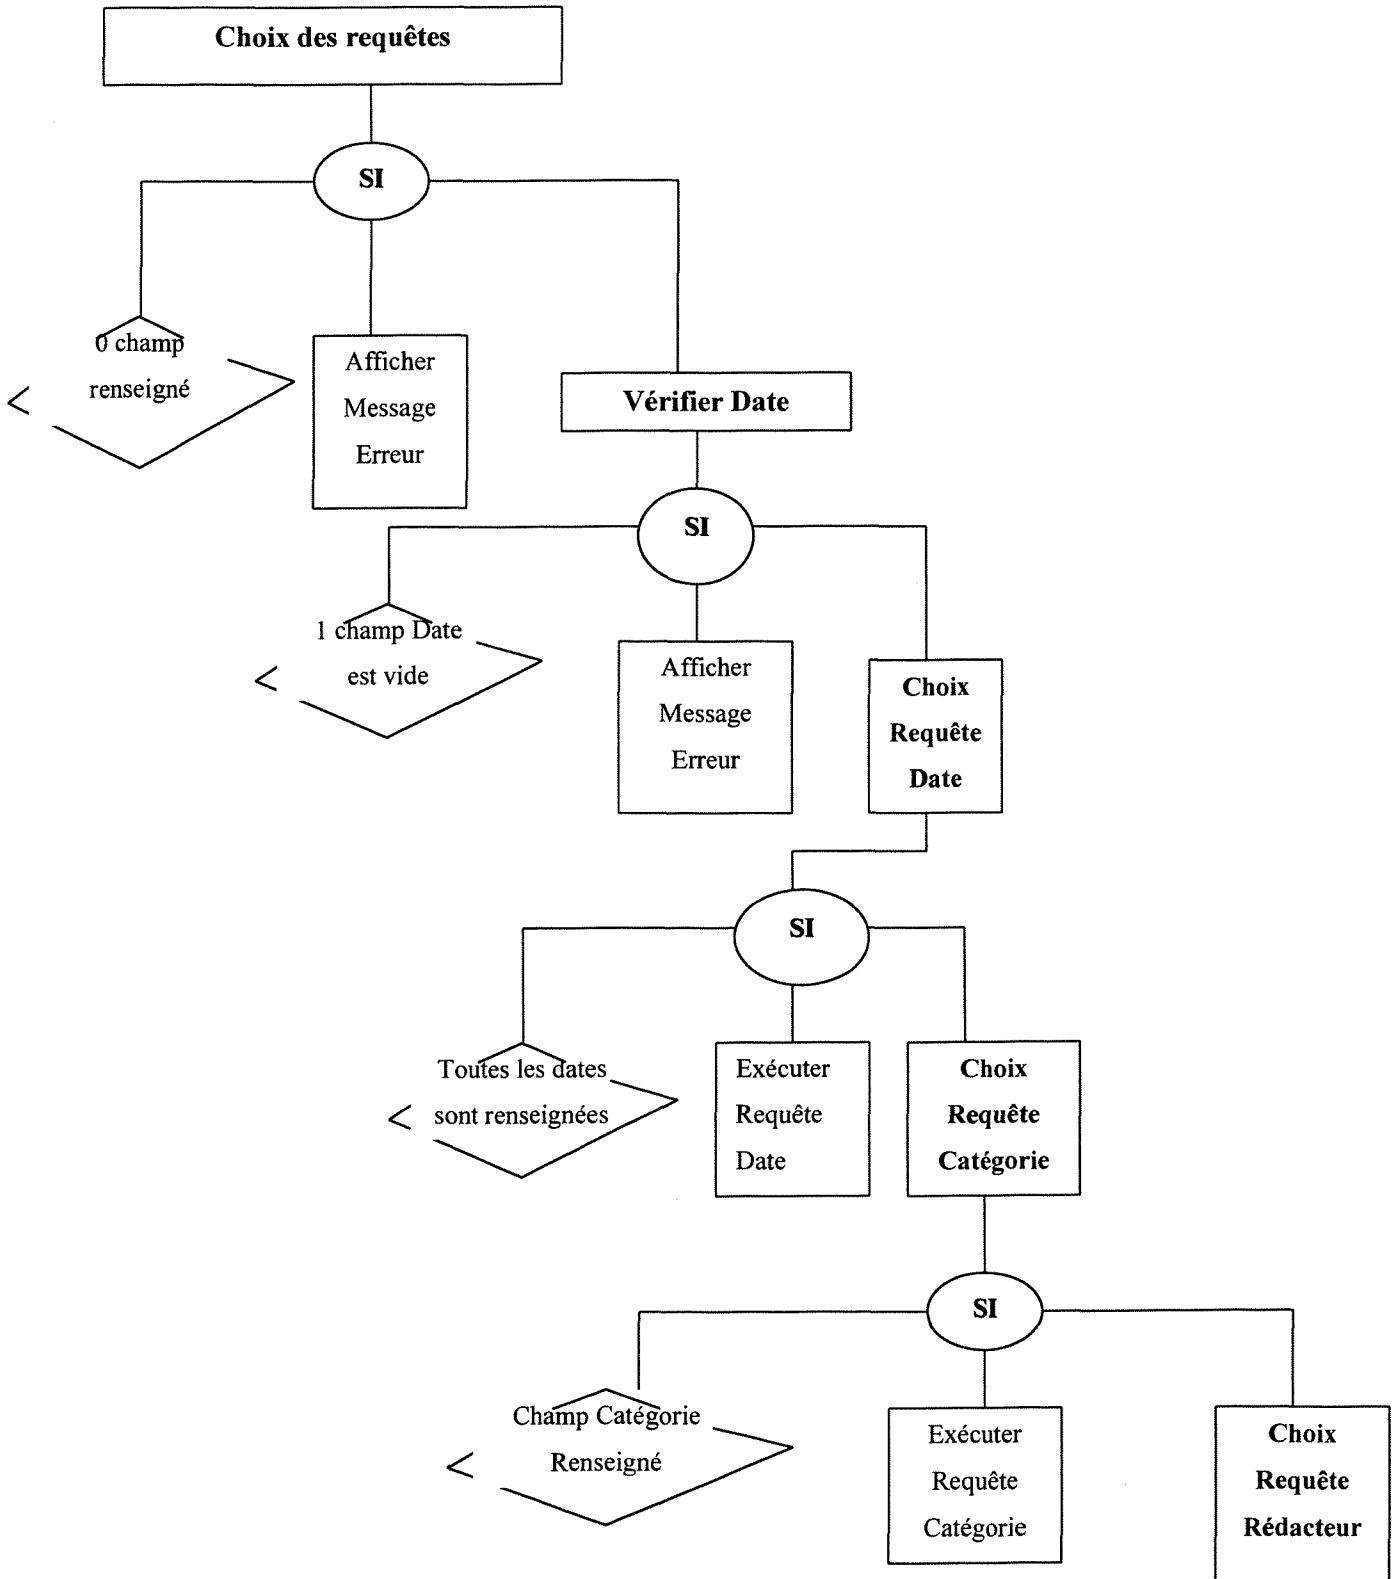 Choix des requêtes
SI
0 champ
renseigné
Afficher
Message
Erreur
Vérifier Date
SI
1 champ Date
est vide
Afficher
Message
Erreur
Choix
Requête
Date
SI
Toutes les dates
sont renseignées
Exécuter
Requête
Date
Choix
Requête
Catégorie
SI
Champ Catégorie
Renseigné
Exécuter
Requête
Catégorie
Choix
Requête
Rédacteur